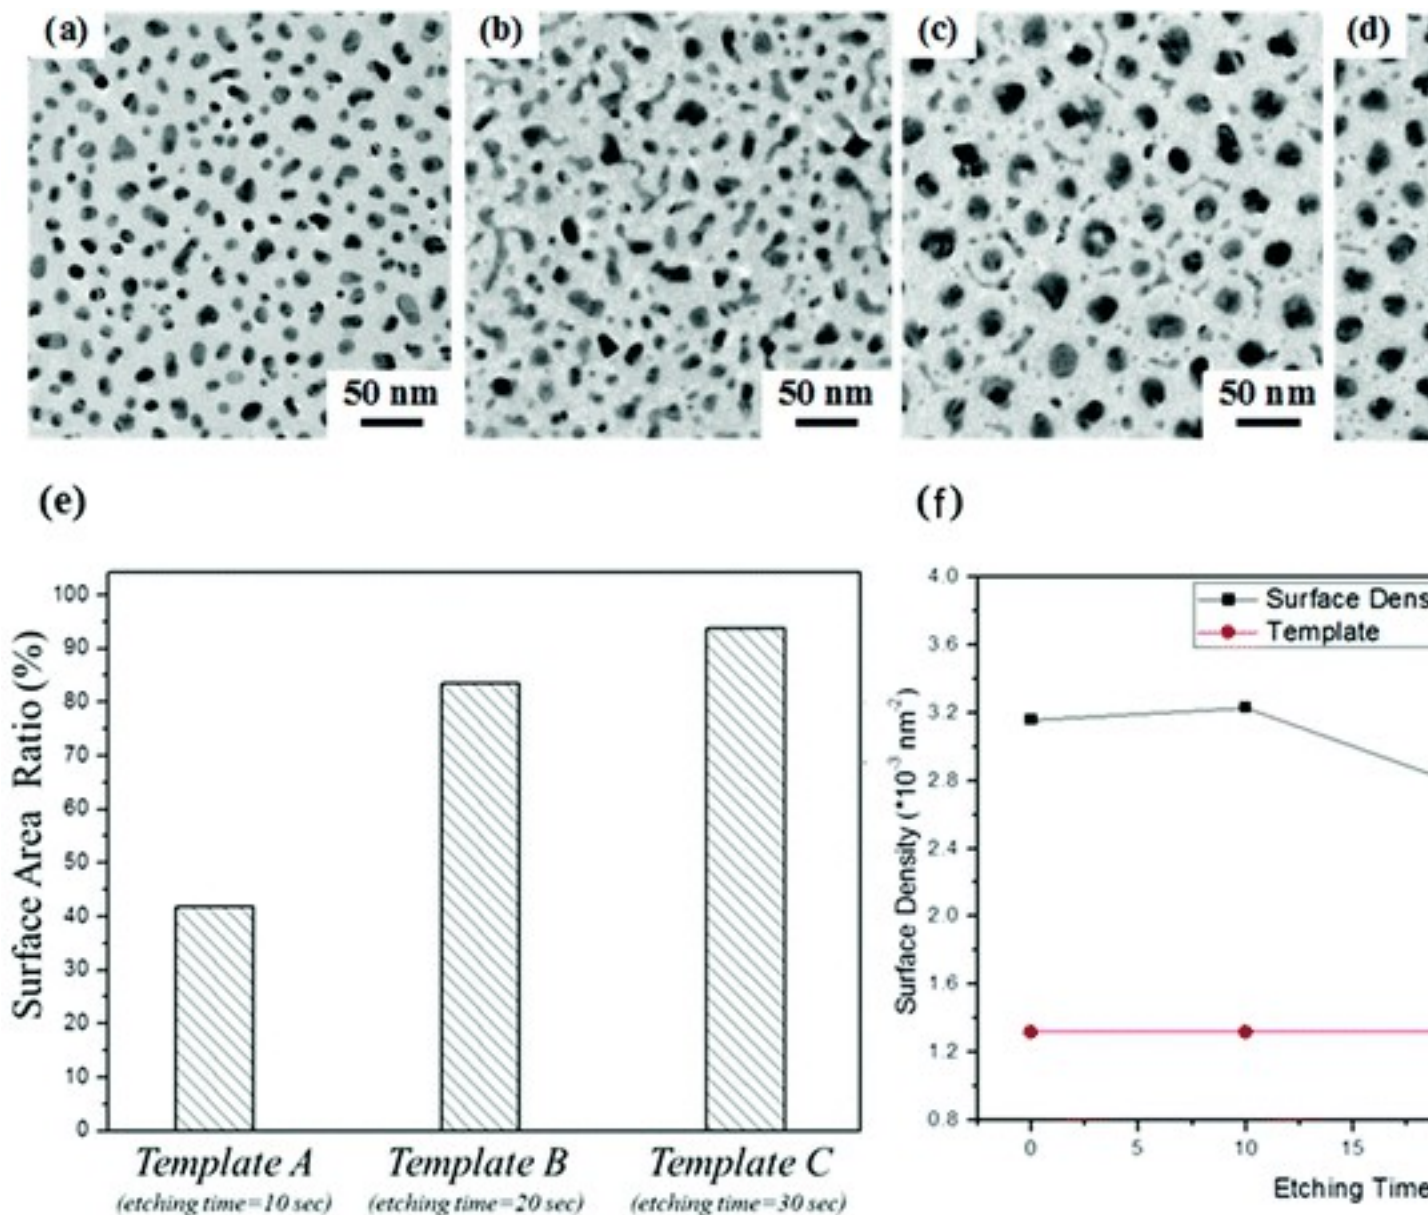 (a) (b) (c) (d)
50 nm 50 nm 50 nm
(e) (f)
Surface Area Ratio (%)
100
90
80
70
60
50
40
30
20
10
0
Template A Template B Template C
(etching time=10 sec) (etching time=20 sec) (etching time=30 sec)
Surface Density (*10⁻³ nm⁻²)
4.0
3.6
3.2
2.8
2.4
2.0
1.6
1.2
0.8
Surface Dens
Template
0 5 10 15
Etching Time